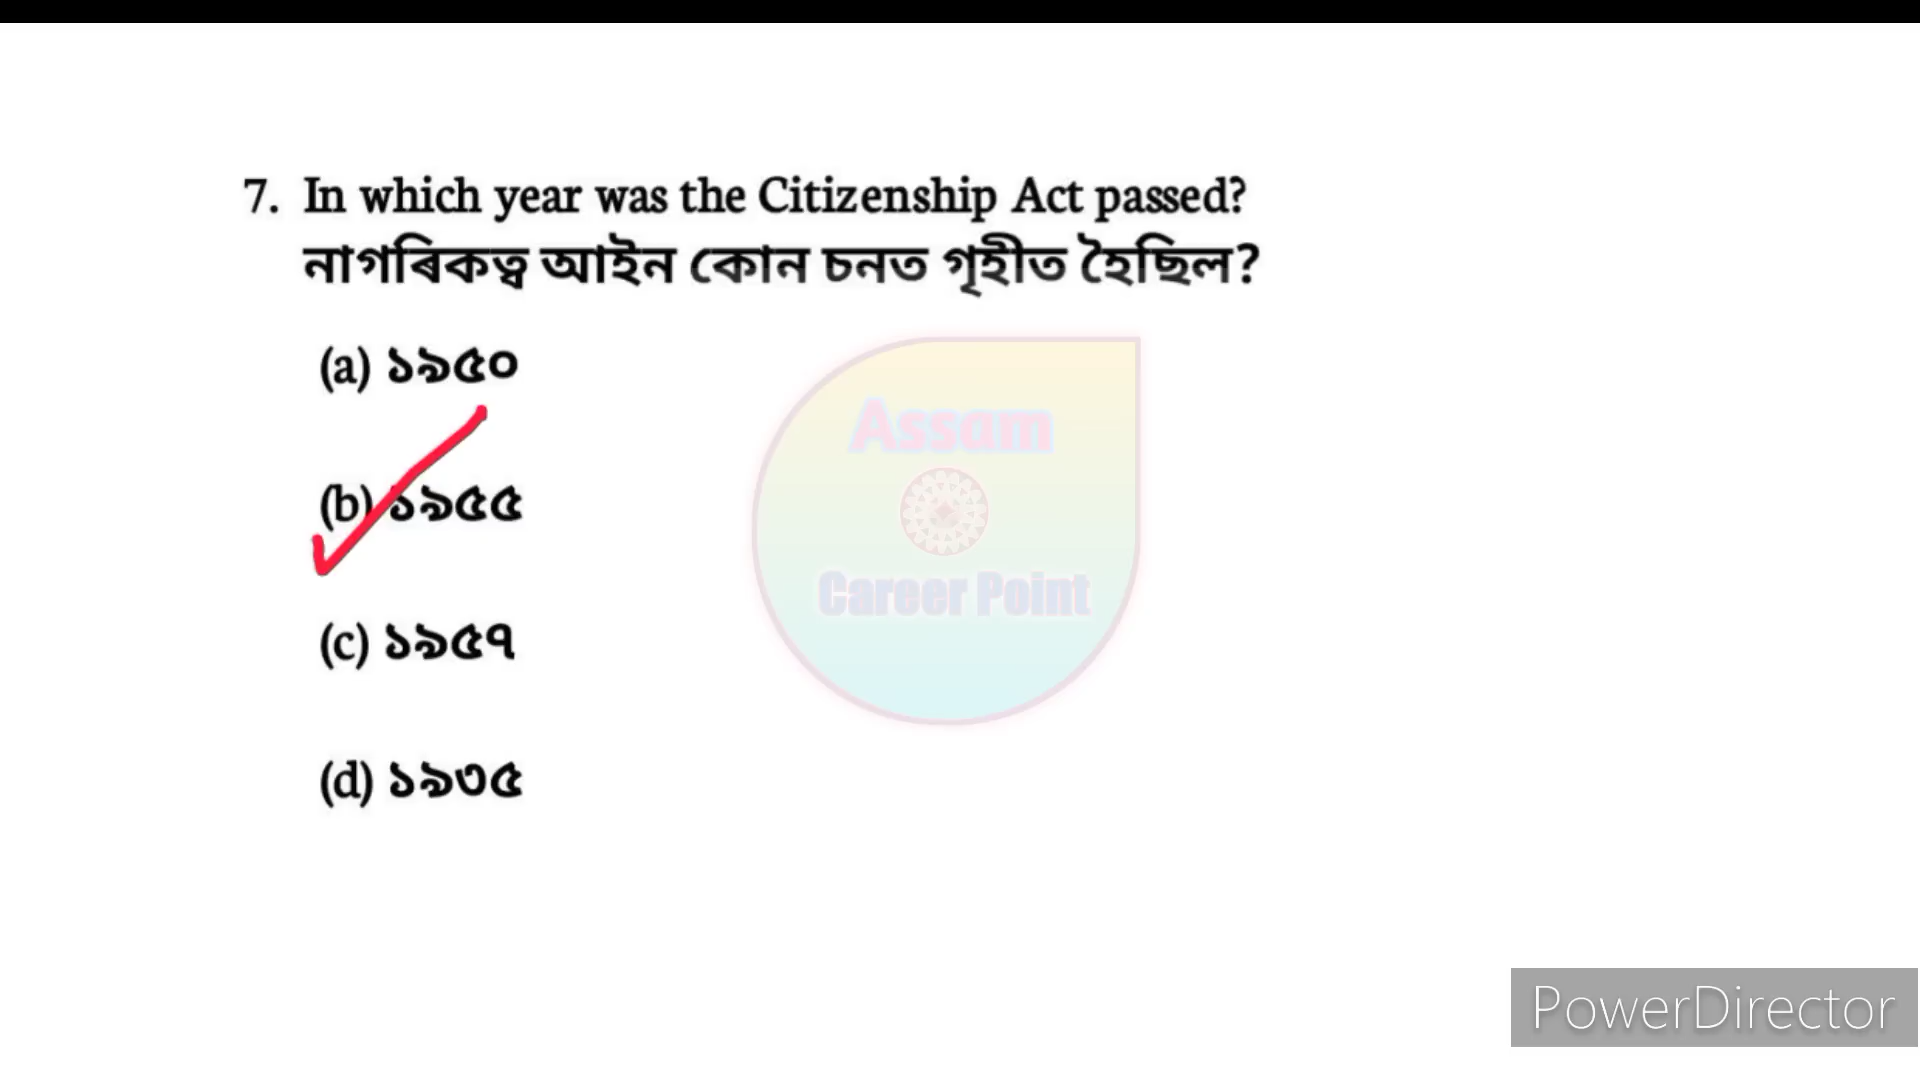 7. In which year was the Citizenship Act passed?
নাগৰিকত্ব আইন কোন চনত গৃহীত হৈছিল?
(a) ১৯৫০
(b) ১৯৫৫
(c) ১৯৫৭
(d) ১৯৩৫
Assam
Career Point
PowerDirector